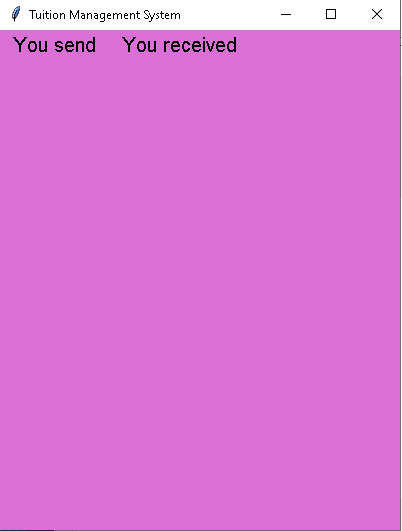 Tuition Management System
You send You received